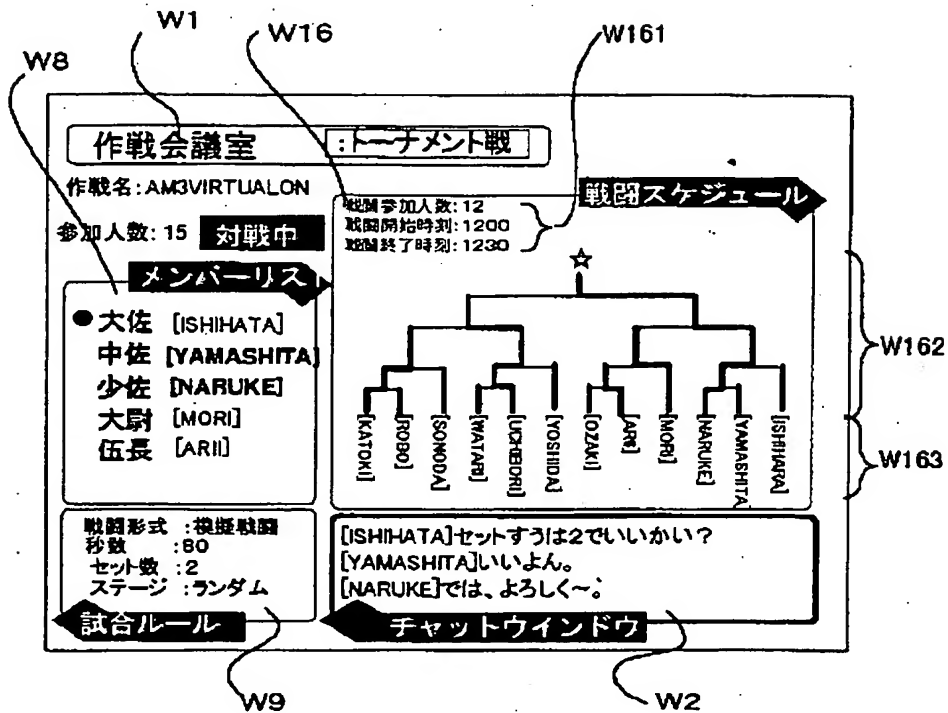 W1
W16
W161
W8
作戦会議室 :トーナメント戦
作戦名:AM3VIRTUALON
戦闘スケジュール
参加人数: 15 対戦中
戦闘参加人数:12
戦闘開始時刻:1200
戦闘終了時刻:1230
☆
メンバーリスト
●大佐 [ISHIHATA]
中佐 [YAMASHITA]
少佐 [NARUKE]
大尉 [MORI]
伍長 [ARII]
W162
[KATOKI]
[ROBO]
[SONODA]
[WATARI]
[UCHIBORI]
[YOSHIDA]
[OZAKI]
[ARII]
[MORI]
[NARUKE]
[YAMASHITA
[ISHIHARA]
W163
戦闘形式 :模擬戦闘
秒数 :80
セット数 :2
ステージ :ランダム
試合ルール
[ISHIHATA]セットすうは2でいいかい?
[YAMASHITA]いいよん。
[NARUKE]では、よろしく〜。
チャットウインドウ
W9
W2